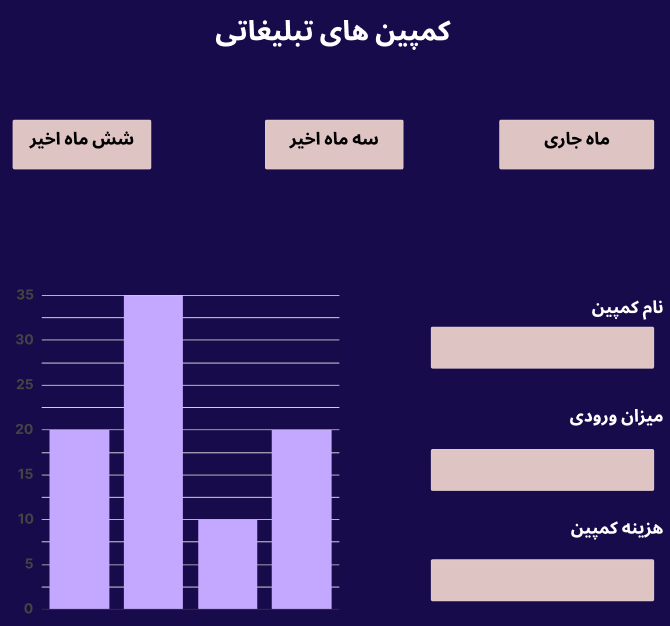 کمپین های تبلیغاتی
ماه جاری
سه ماه اخیر
شش ماه اخیر
نام کمپین
میزان ورودی
هزینه کمپین
35
30
25
20
15
10
5
0